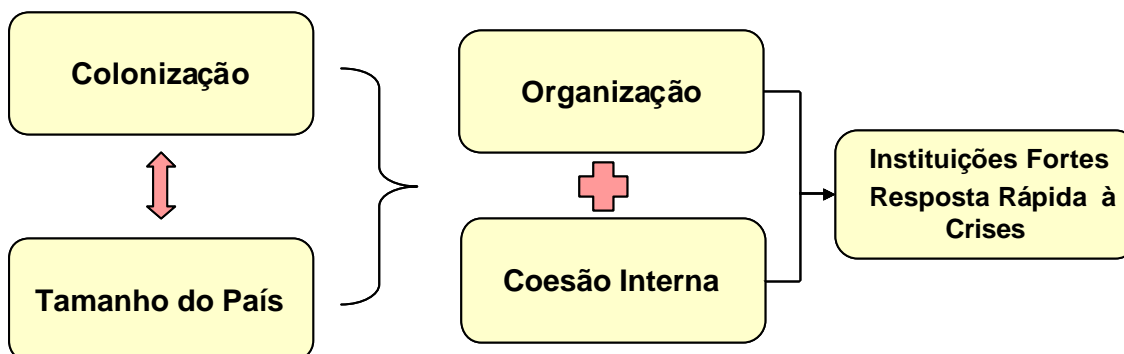 Colonização
Tamanho do País
Organização
Coesão Interna
Instituições Fortes
Resposta Rápida à
Crises